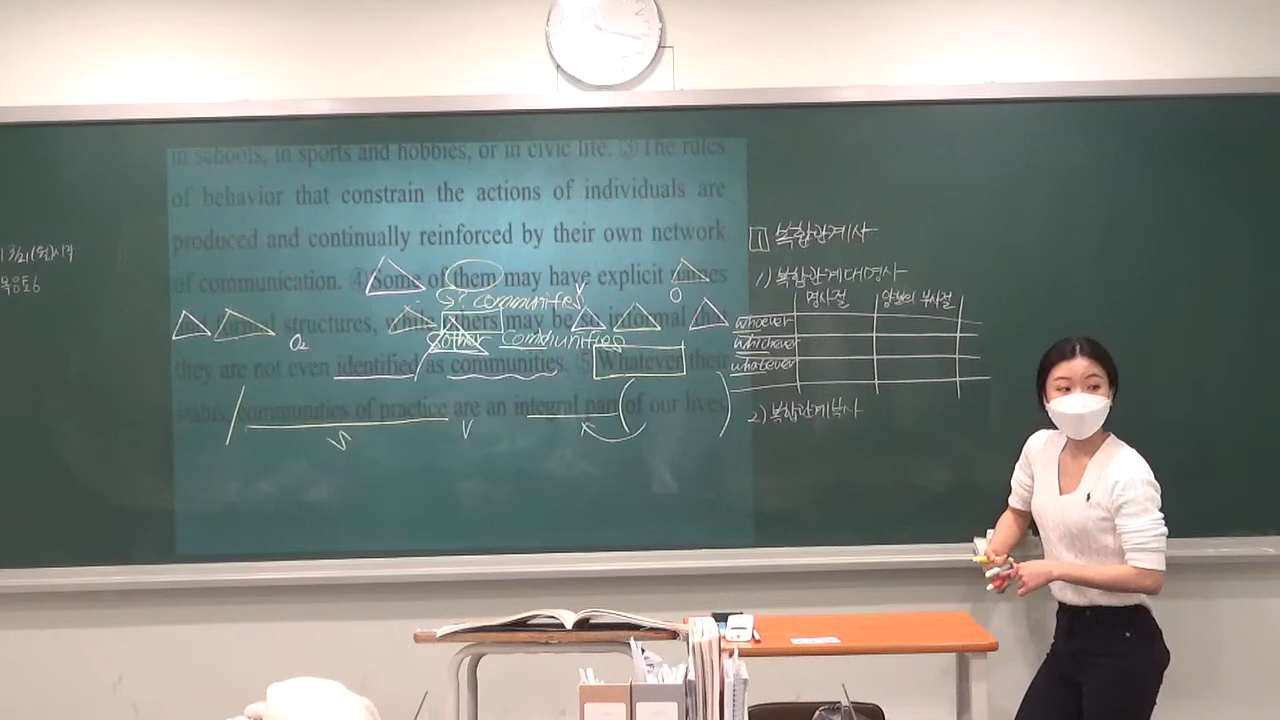 in schools, in sports and hobbies, or in civic life. ③ The rules
of behavior that constrain the actions of individuals are
produced and continually reinforced by their own network
of communication. ④ Some of them may have explicit names
S? communities
O
and formal structures, while others may be so informal that
O₂
other communities
they are not even identified as communities. ⑤ Whatever their
status, communities of practice are an integral part of our lives
S
V
1 복합관계사
1) 복합관계대명사
명사절 양보의 부사절
whoever
whichever
whatever
2) 복합관계부사